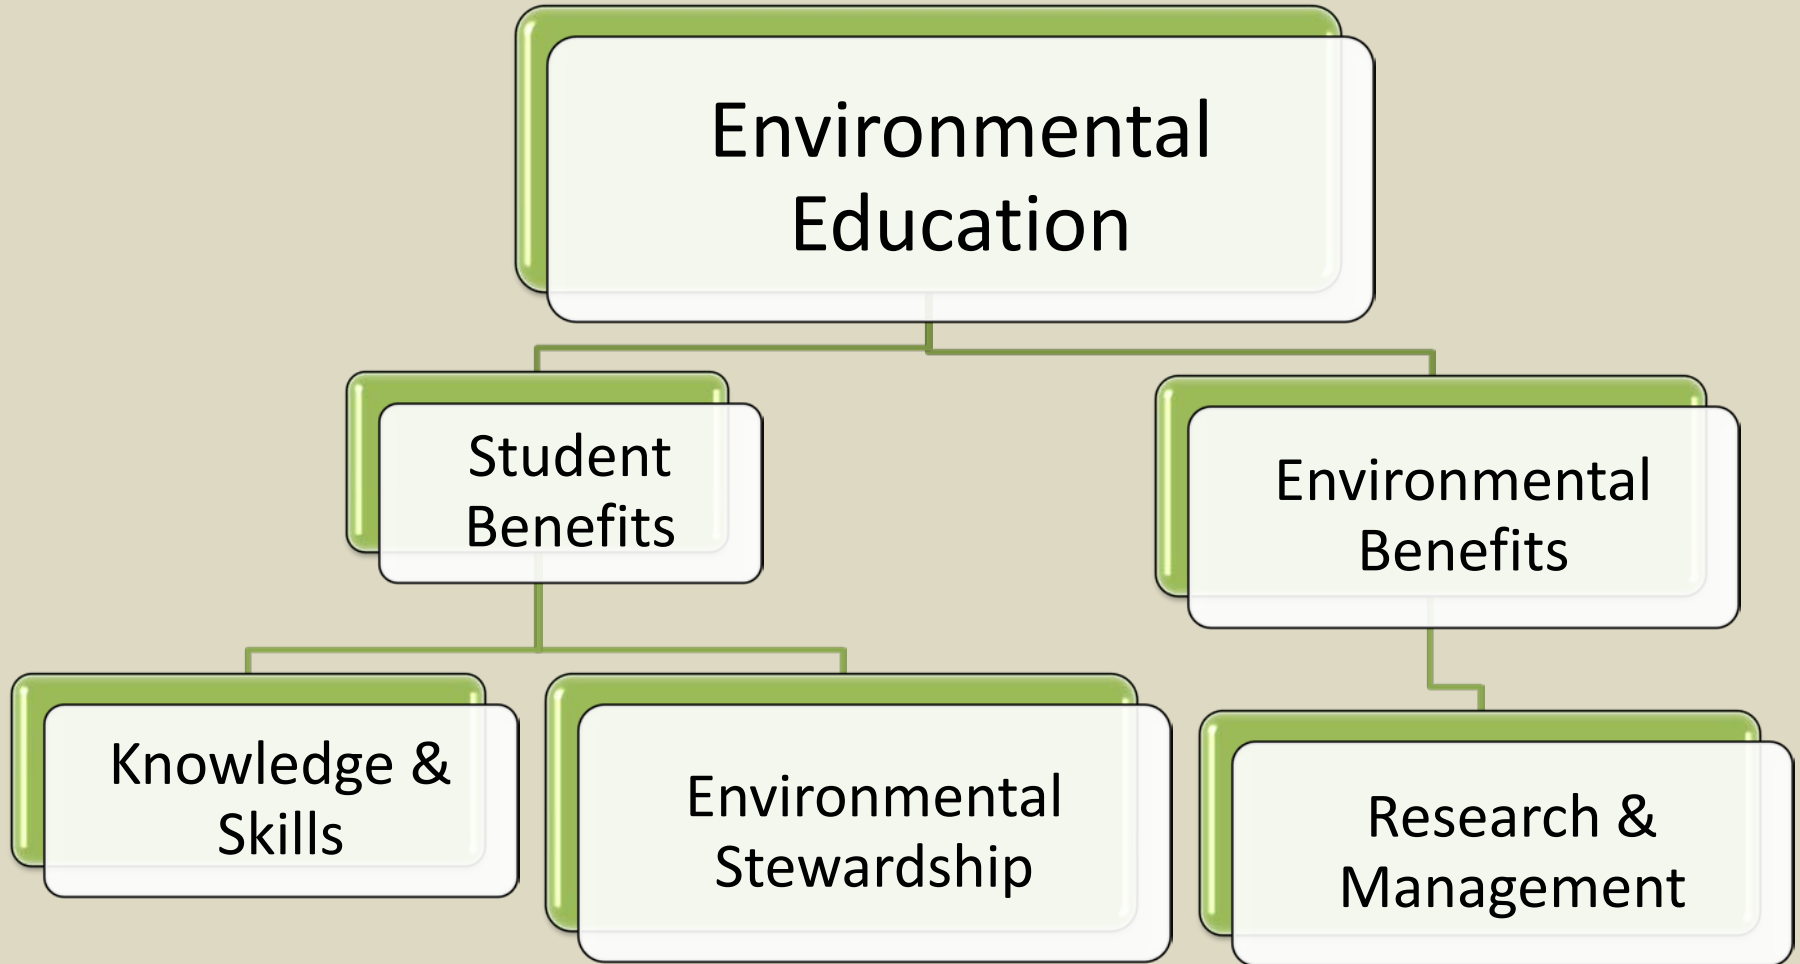 Environmental
Education
Student
Benefits
Environmental
Benefits
Knowledge &
Skills
Environmental
Stewardship
Research &
Management